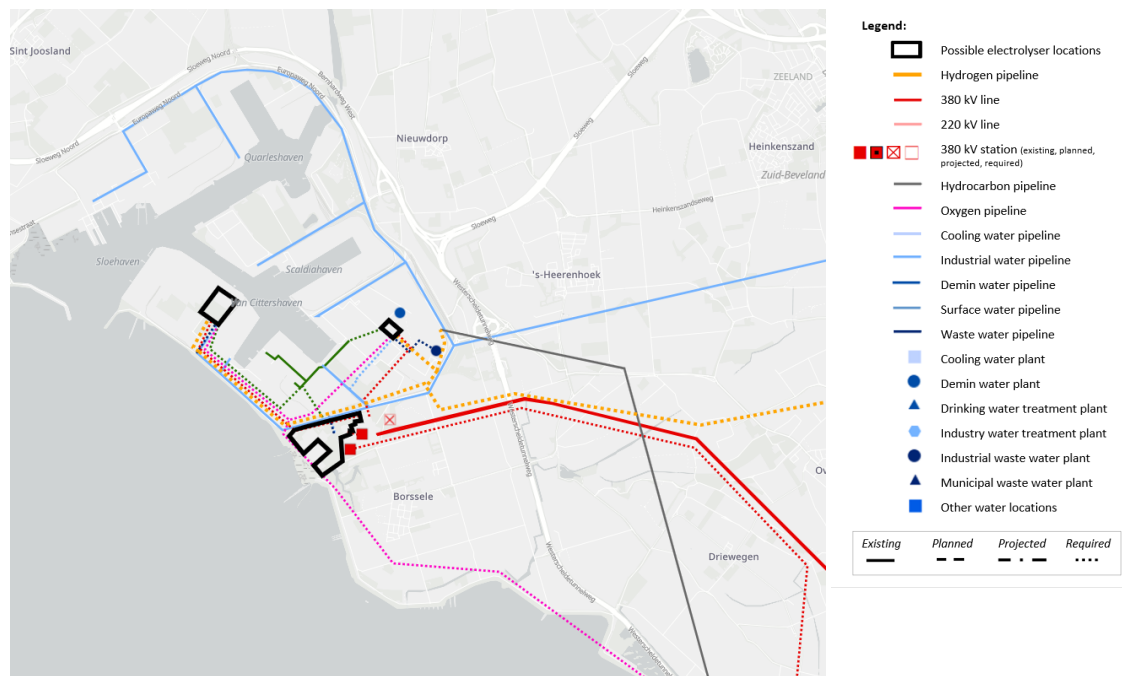 Legend:
Possible electrolyser locations
Hydrogen pipeline
380 kV line
220 kV line
380 kV station (existing, planned,
projected, required)
Hydrocarbon pipeline
Oxygen pipeline
Cooling water pipeline
Industrial water pipeline
Demin water pipeline
Surface water pipeline
Waste water pipeline
Cooling water plant
Demin water plant
Drinking water treatment plant
Industry water treatment plant
Industrial waste water plant
Municipal waste water plant
Other water locations
Existing
Planned
Projected
Required
Sint Joosland
Sloeweg Noord
Europaweg Noord
Bernhardweg West
Sloeweg
ZEELAND
Europaweg Noord
Nieuwdorp
Heinkenszand
Sloeweg Noord
Quarleshaven
Zuid-Beveland
Heinkenszandseweg
Sloeweg
Sloehaven
Scaldiahaven
's-Heerenhoek
Westerscheldetunnelweg
Van Cittershaven
Westerscheldetunnelweg
Ov
Borssele
Driewegen
Westerscheldetunnelweg
Westerscheldetunnelweg